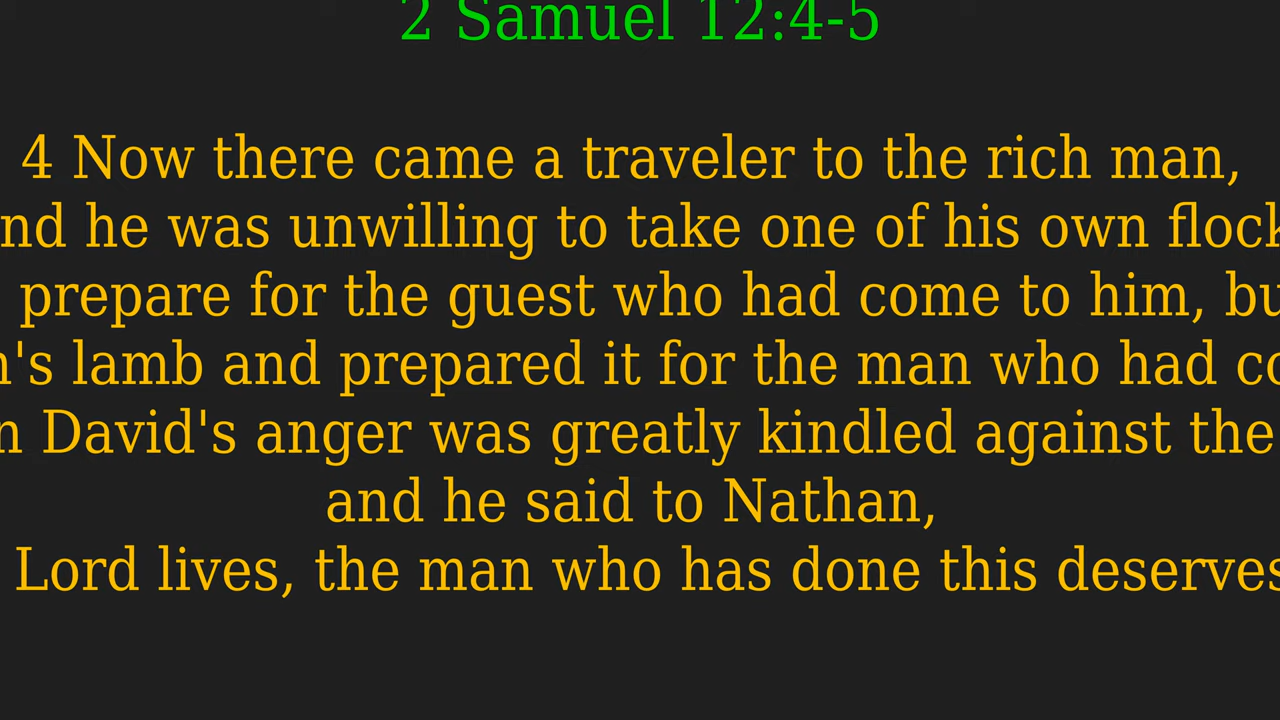 2 Samuel 12:4-5
4 Now there came a traveler to the rich man,
nd he was unwilling to take one of his own flock
prepare for the guest who had come to him, bu
's lamb and prepared it for the man who had co
n David's anger was greatly kindled against the
and he said to Nathan,
Lord lives, the man who has done this deserves